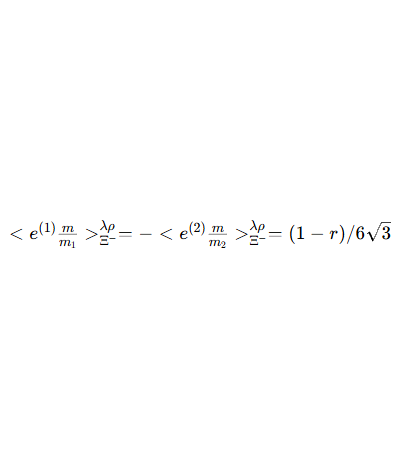 $< e^{(1)} \frac{m}{m_1} >^{\lambda\rho}_{\Xi^-} = - < e^{(2)} \frac{m}{m_2} >^{\lambda\rho}_{\Xi^-} = (1 - r)/6\sqrt{3}$